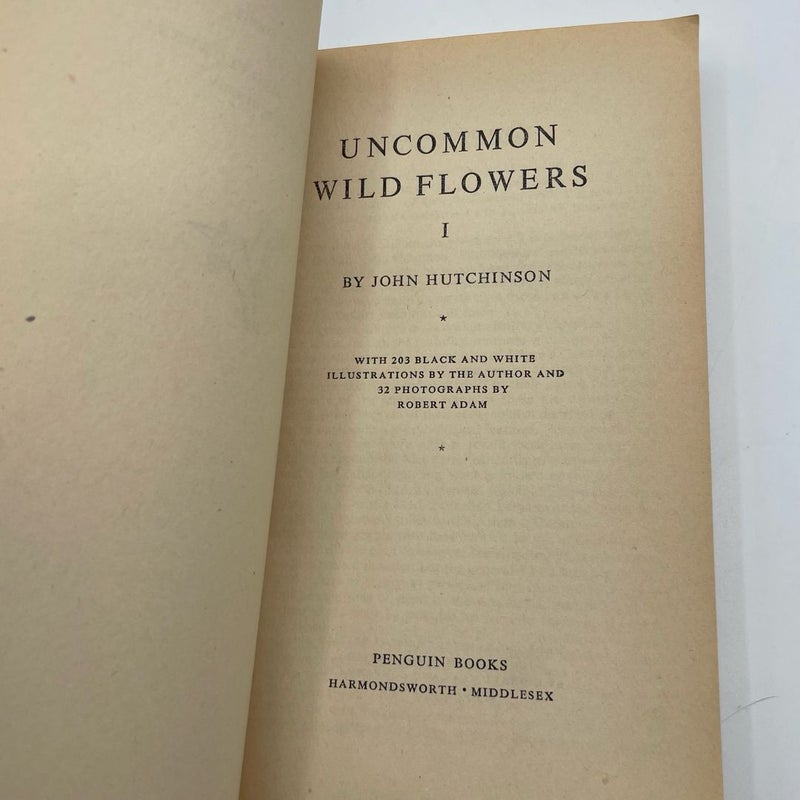 UNCOMMON
WILD FLOWERS
I
BY JOHN HUTCHINSON
*
WITH 203 BLACK AND WHITE
ILLUSTRATIONS BY THE AUTHOR AND
32 PHOTOGRAPHS BY
ROBERT ADAM
*
PENGUIN BOOKS
HARMONDSWORTH • MIDDLESEX